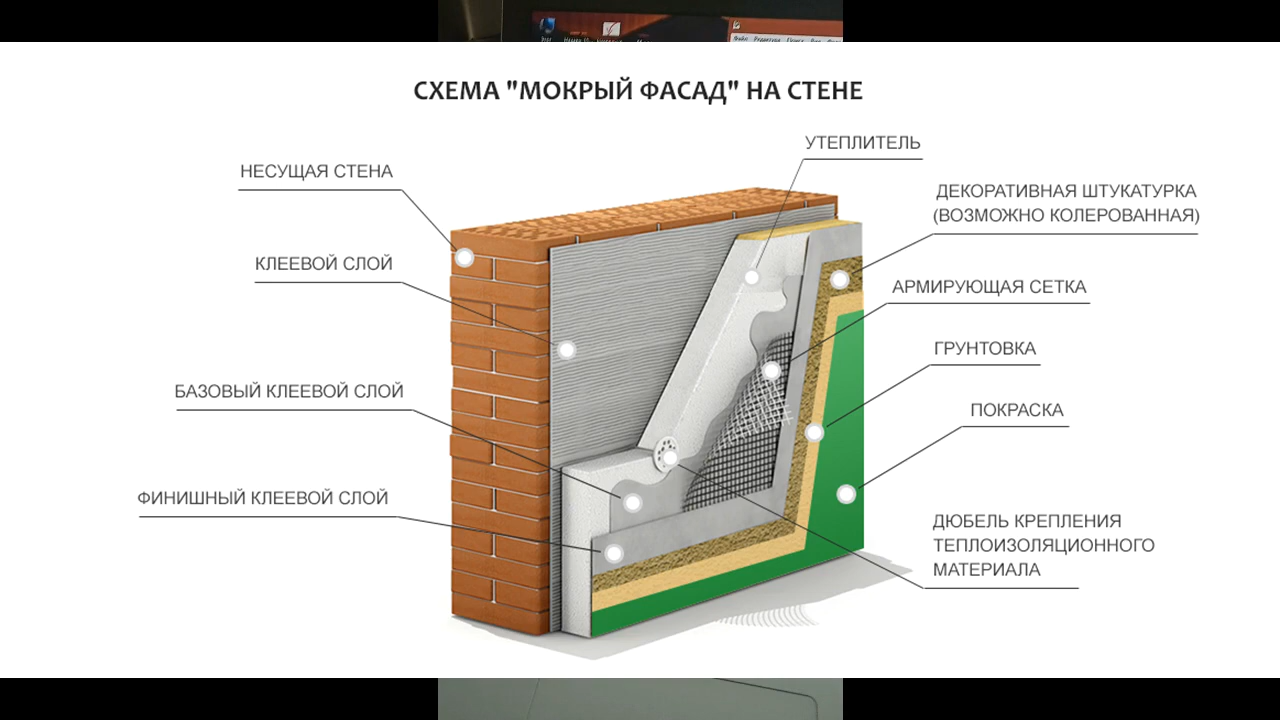 СХЕМА "МОКРЫЙ ФАСАД" НА СТЕНЕ
УТЕПЛИТЕЛЬ
НЕСУЩАЯ СТЕНА
ДЕКОРАТИВНАЯ ШТУКАТУРКА
(ВОЗМОЖНО КОЛЕРОВАННАЯ)
КЛЕЕВОЙ СЛОЙ
АРМИРУЮЩАЯ СЕТКА
ГРУНТОВКА
БАЗОВЫЙ КЛЕЕВОЙ СЛОЙ
ПОКРАСКА
ФИНИШНЫЙ КЛЕЕВОЙ СЛОЙ
ДЮБЕЛЬ КРЕПЛЕНИЯ
ТЕПЛОИЗОЛЯЦИОННОГО
МАТЕРИАЛА